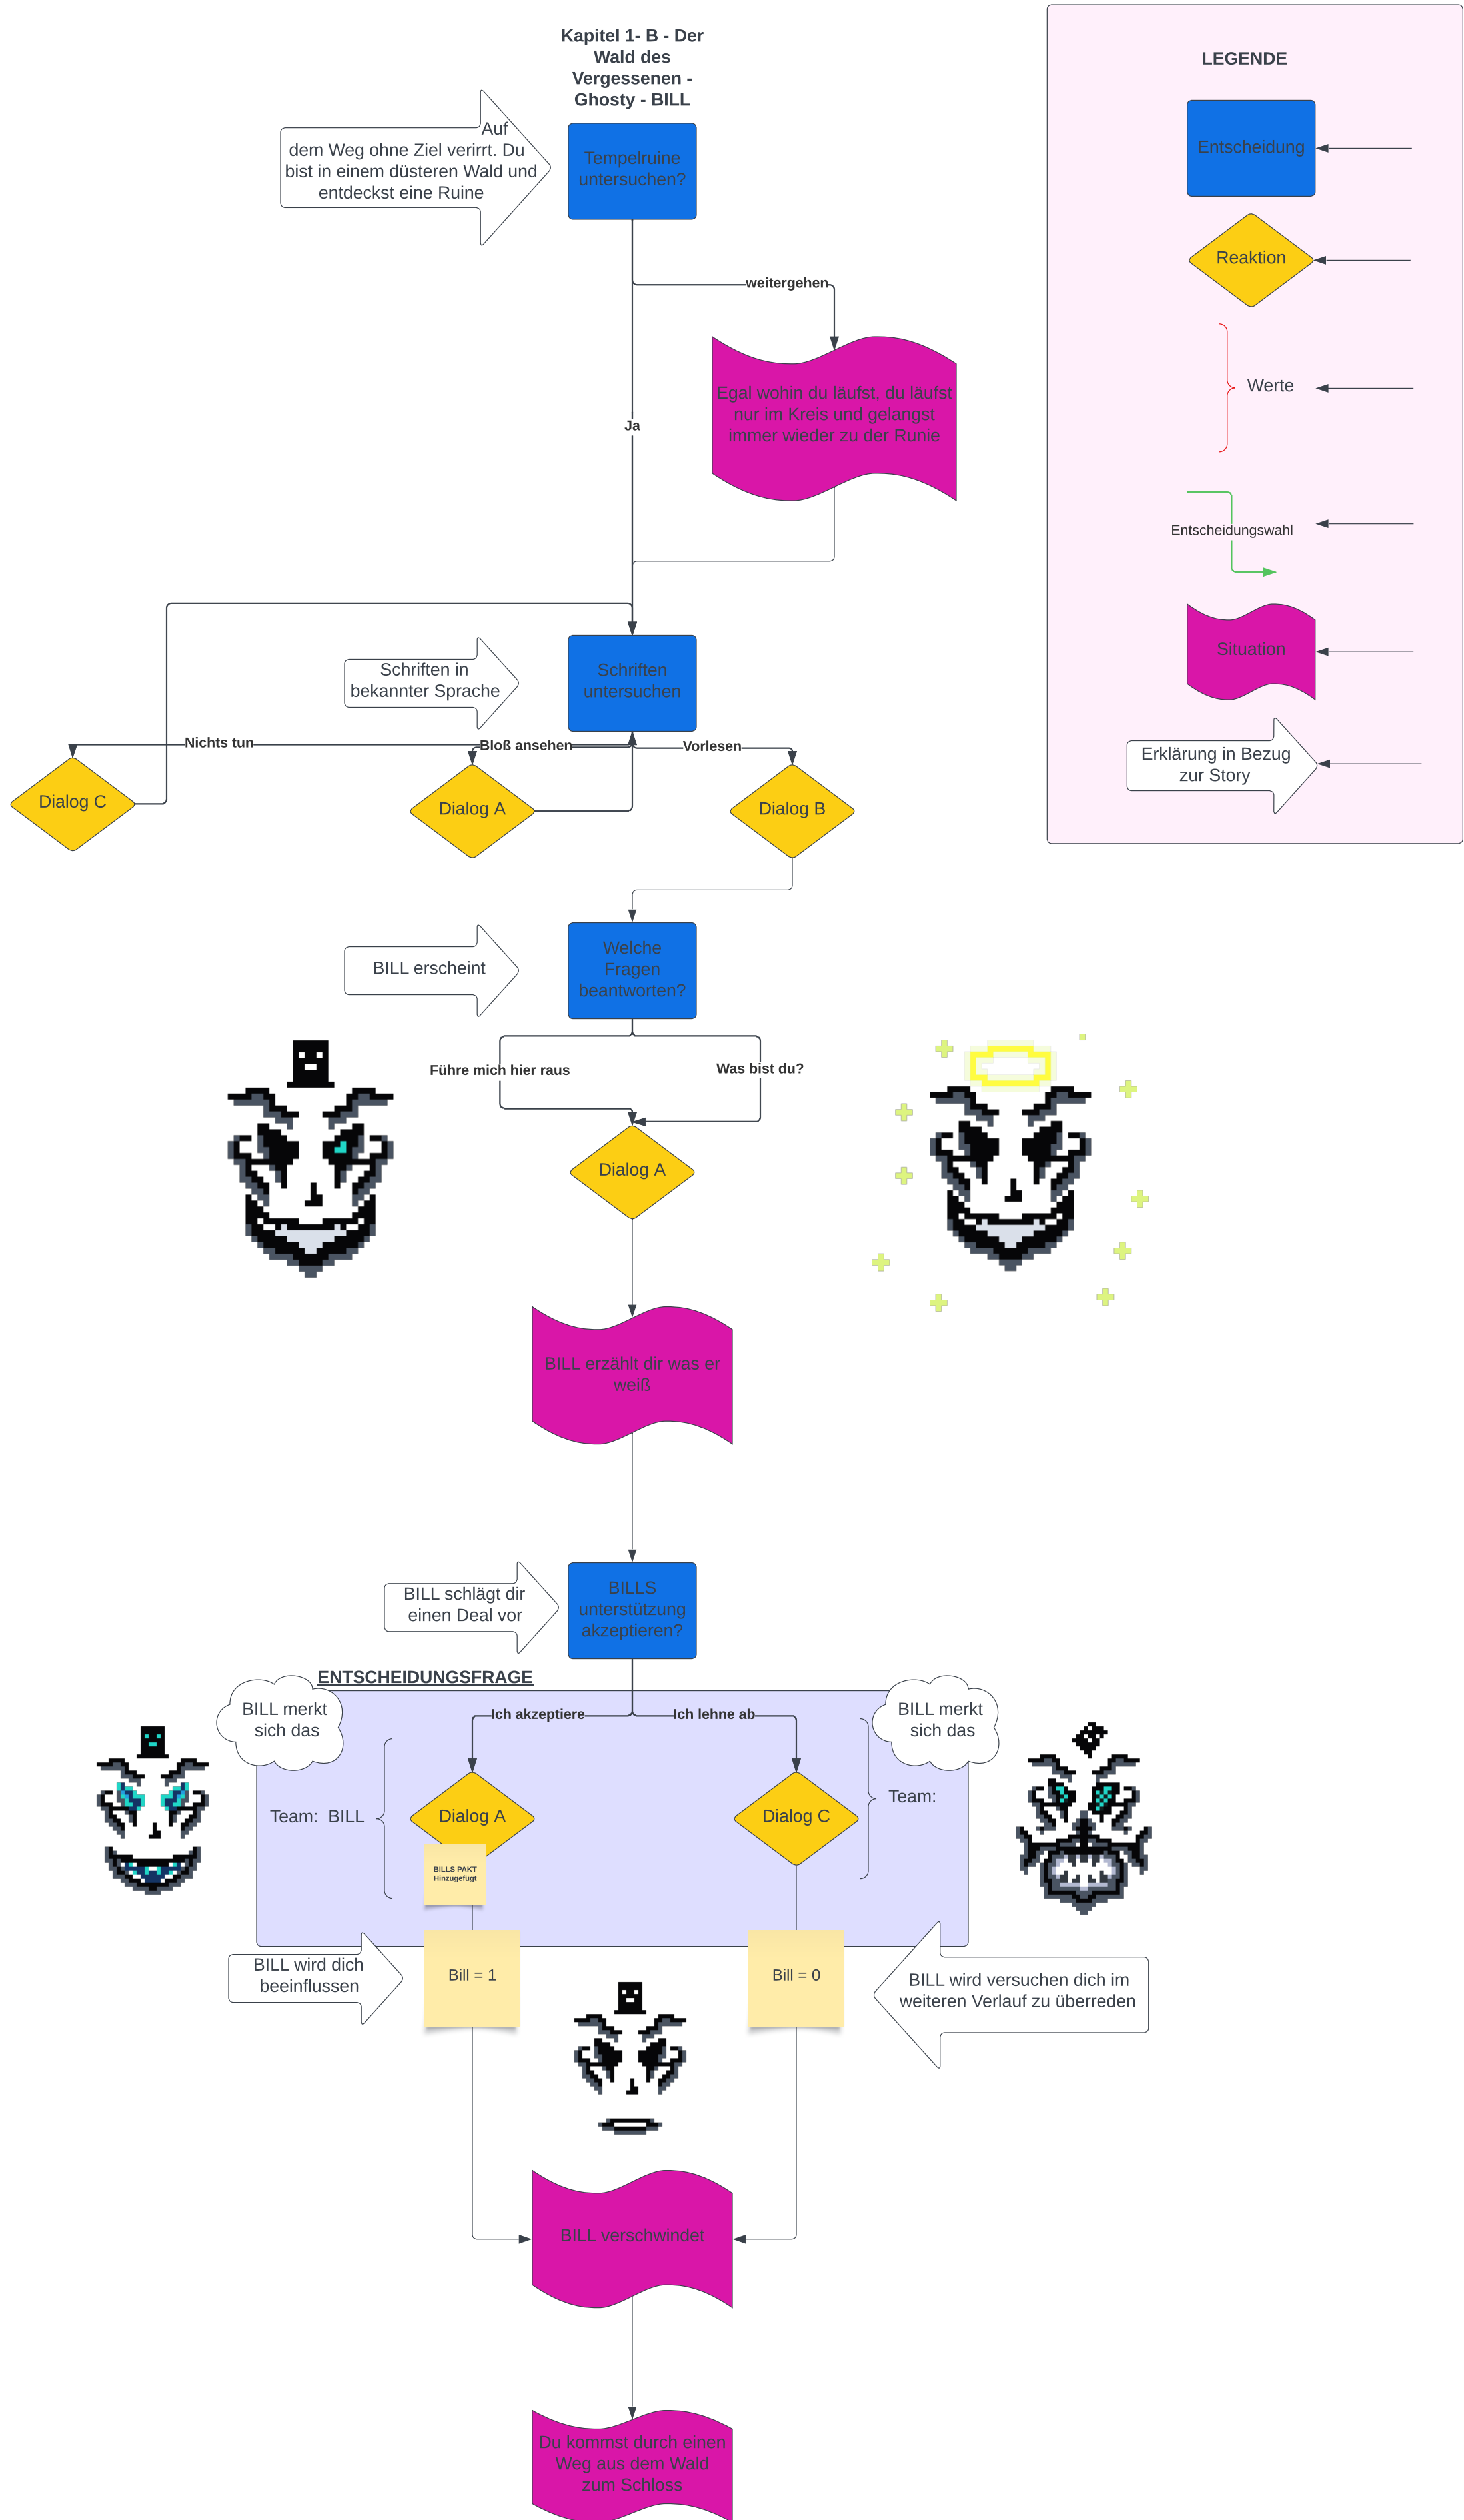 Kapitel 1- B - Der
Wald des
Vergessenen -
Ghosty - BILL
Auf
dem Weg ohne Ziel verirrt. Du
bist in einem düsteren Wald und
entdeckst eine Ruine
Tempelruine
untersuchen?
weitergehen
Egal wohin du läufst, du läufst
nur im Kreis und gelangst
immer wieder zu der Runie
Ja
Schriften in
bekannter Sprache
Schriften
untersuchen
Nichts tun
Bloß ansehen
Vorlesen
Dialog C
Dialog A
Dialog B
BILL erscheint
Welche
Fragen
beantworten?
Führe mich hier raus
Was bist du?
Dialog A
BILL erzählt dir was er
weiß
BILL schlägt dir
einen Deal vor
BILLS
unterstützung
akzeptieren?
ENTSCHEIDUNGSFRAGE
BILL merkt
sich das
Ich akzeptiere
Ich lehne ab
BILL merkt
sich das
Team:  BILL
Dialog A
Dialog C
Team:
BILLS PAKT
Hinzugefügt
BILL wird dich
beeinflussen
Bill = 1
Bill = 0
BILL wird versuchen dich im
weiteren Verlauf zu überreden
BILL verschwindet
Du kommst durch einen
Weg aus dem Wald
zum Schloss
LEGENDE
Entscheidung
Reaktion
Werte
Entscheidungswahl
Situation
Erklärung in Bezug
zur Story